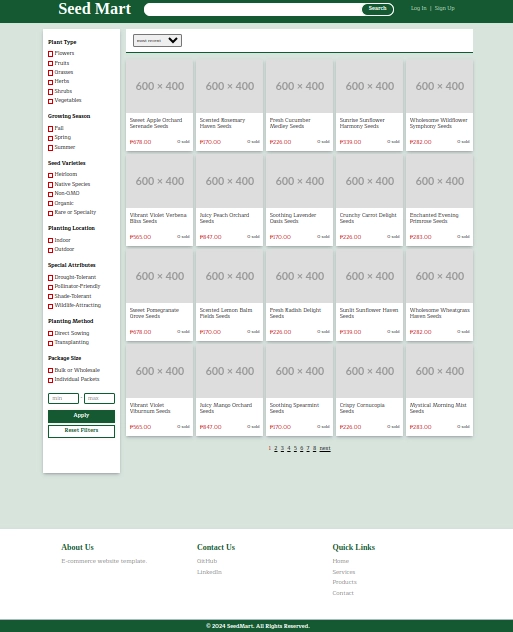 Seed Mart
Search
Log In | Sign Up
Plant Type
Flowers
Fruits
Grasses
Herbs
Shrubs
Vegetables
Growing Season
Fall
Spring
Summer
Seed Varieties
Heirloom
Native Species
Non-GMO
Organic
Rare or Specialty
Planting Location
Indoor
Outdoor
Special Attributes
Drought-Tolerant
Pollinator-Friendly
Shade-Tolerant
Wildlife-Attracting
Planting Method
Direct Sowing
Transplanting
Package Size
Bulk or Wholesale
Individual Packets
min - max
Apply
Reset Filters
most recent
600 × 400
Sweet Apple Orchard
Serenade Seeds
₱678.00 0 sold
600 × 400
Scented Rosemary
Haven Seeds
₱170.00 0 sold
600 × 400
Fresh Cucumber
Medley Seeds
₱226.00 0 sold
600 × 400
Sunrise Sunflower
Harmony Seeds
₱339.00 0 sold
600 × 400
Wholesome Wildflower
Symphony Seeds
₱282.00 0 sold
600 × 400
Vibrant Violet Verbena
Bliss Seeds
₱565.00 0 sold
600 × 400
Juicy Peach Orchard
Seeds
₱847.00 0 sold
600 × 400
Soothing Lavender
Oasis Seeds
₱170.00 0 sold
600 × 400
Crunchy Carrot Delight
Seeds
₱226.00 0 sold
600 × 400
Enchanted Evening
Primrose Seeds
₱283.00 0 sold
600 × 400
Sweet Pomegranate
Grove Seeds
₱678.00 0 sold
600 × 400
Scented Lemon Balm
Fields Seeds
₱170.00 0 sold
600 × 400
Fresh Radish Delight
Seeds
₱226.00 0 sold
600 × 400
Sunlit Sunflower Haven
Seeds
₱339.00 0 sold
600 × 400
Wholesome Wheatgrass
Haven Seeds
₱282.00 0 sold
600 × 400
Vibrant Violet
Viburnum Seeds
₱565.00 0 sold
600 × 400
Juicy Mango Orchard
Seeds
₱847.00 0 sold
600 × 400
Soothing Spearmint
Seeds
₱170.00 0 sold
600 × 400
Crispy Cornucopia
Seeds
₱226.00 0 sold
600 × 400
Mystical Morning Mist
Seeds
₱283.00 0 sold
1 2 3 4 5 6 7 8 next
About Us
E-commerce website template.
Contact Us
GitHub
LinkedIn
Quick Links
Home
Services
Products
Contact
© 2024 SeedMart. All Rights Reserved.